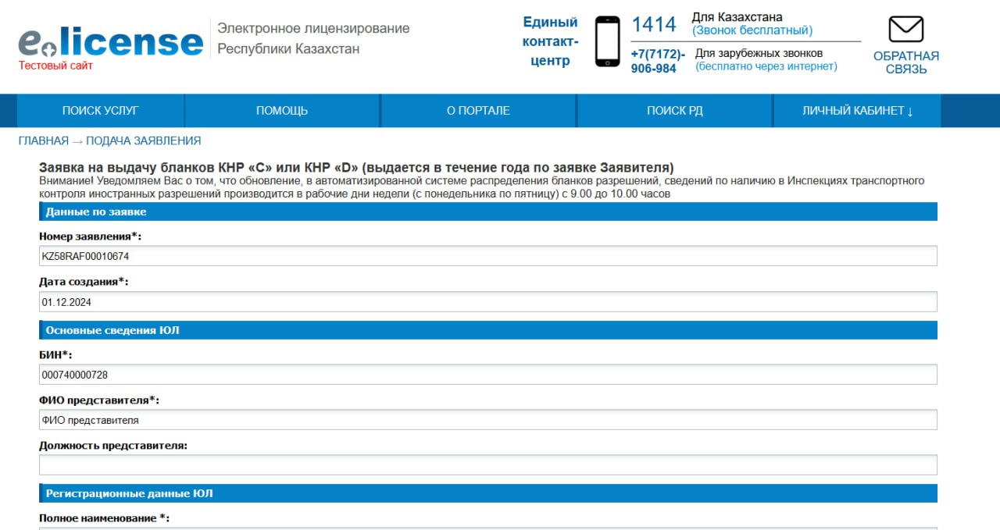 e.license
Тестовый сайт
Электронное лицензирование
Республики Казахстан
Единый
контакт-
центр
1414
Для Казахстана
(Звонок бесплатный)
+7(7172)-
906-984
Для зарубежных звонков
(бесплатно через интернет)
ОБРАТНАЯ
СВЯЗЬ
ПОИСК УСЛУГ
ПОМОЩЬ
О ПОРТАЛЕ
ПОИСК РД
ЛИЧНЫЙ КАБИНЕТ ↓
ГЛАВНАЯ → ПОДАЧА ЗАЯВЛЕНИЯ
Заявка на выдачу бланков КНР «С» или КНР «D» (выдается в течение года по заявке Заявителя)
Внимание! Уведомляем Вас о том, что обновление, в автоматизированной системе распределения бланков разрешений, сведений по наличию в Инспекциях транспортного
контроля иностранных разрешений производится в рабочие дни недели (с понедельника по пятницу) с 9.00 до 10.00 часов
Данные по заявке
Номер заявления*:
KZ58RAF00010674
Дата создания*:
01.12.2024
Основные сведения ЮЛ
БИН*:
000740000728
ФИО представителя*:
ФИО представителя
Должность представителя:
Регистрационные данные ЮЛ
Полное наименование *: